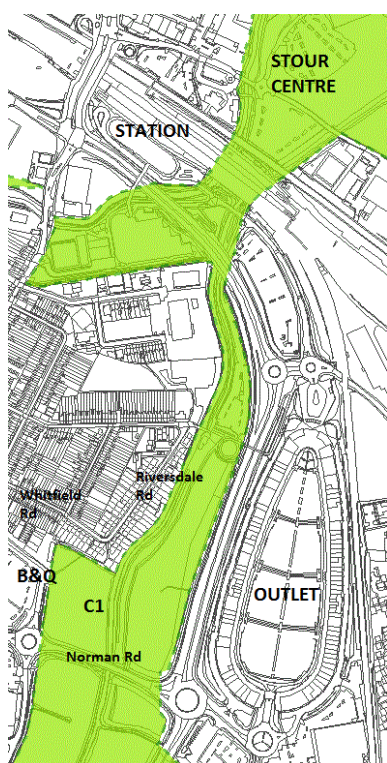 STOUR
CENTRE
STATION
Riversdale
Rd
Whitfield
Rd
B&Q
C1
OUTLET
Norman Rd